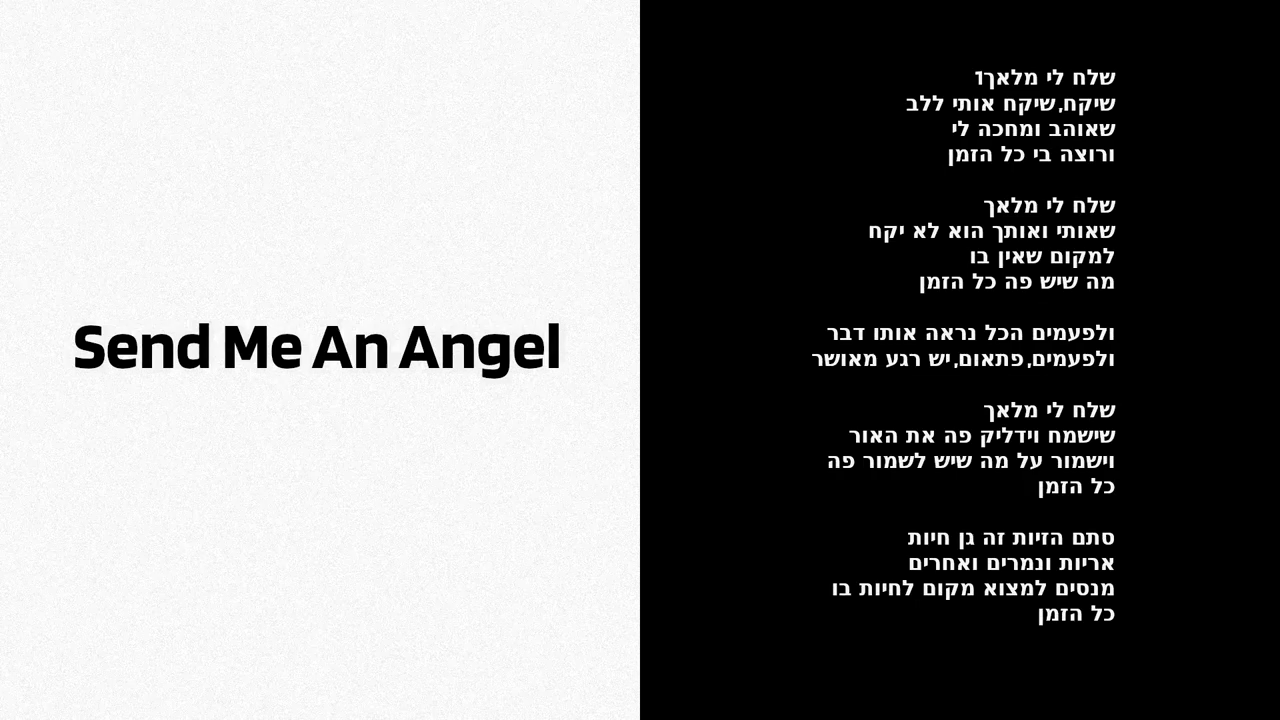 Send Me An Angel
שלח לי מלאך1
שיקח,שיקח אותי ללב
שאוהב ומחכה לי
ורוצה בי כל הזמן
שלח לי מלאך
שאותי ואותך הוא לא יקח
למקום שאין בו
מה שיש פה כל הזמן
ולפעמים הכל נראה אותו דבר
ולפעמים,פתאום,יש רגע מאושר
שלח לי מלאך
שישמח וידליק פה את האור
וישמור על מה שיש לשמור פה
כל הזמן
סתם הזיות זה גן חיות
אריות ונמרים ואחרים
מנסים למצוא מקום לחיות בו
כל הזמן